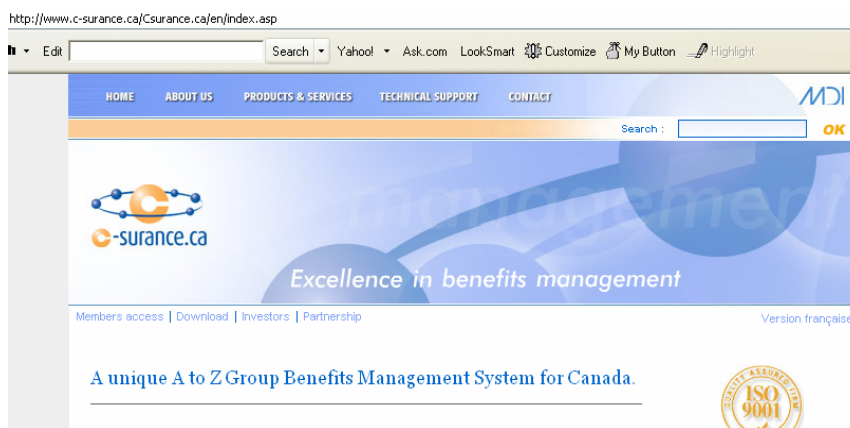 http://www.c-surance.ca/Csurance.ca/en/index.asp
Edit Search Yahoo! Ask.com LookSmart Customize My Button Highlight
HOME ABOUT US PRODUCTS & SERVICES TECHNICAL SUPPORT CONTACT MDI
Search : OK
management
C-surance.ca
Excellence in benefits management
Members access | Download | Investors | Partnership Version française
A unique A to Z Group Benefits Management System for Canada.
QUALITY ASSURED FIRM
ISO
9001